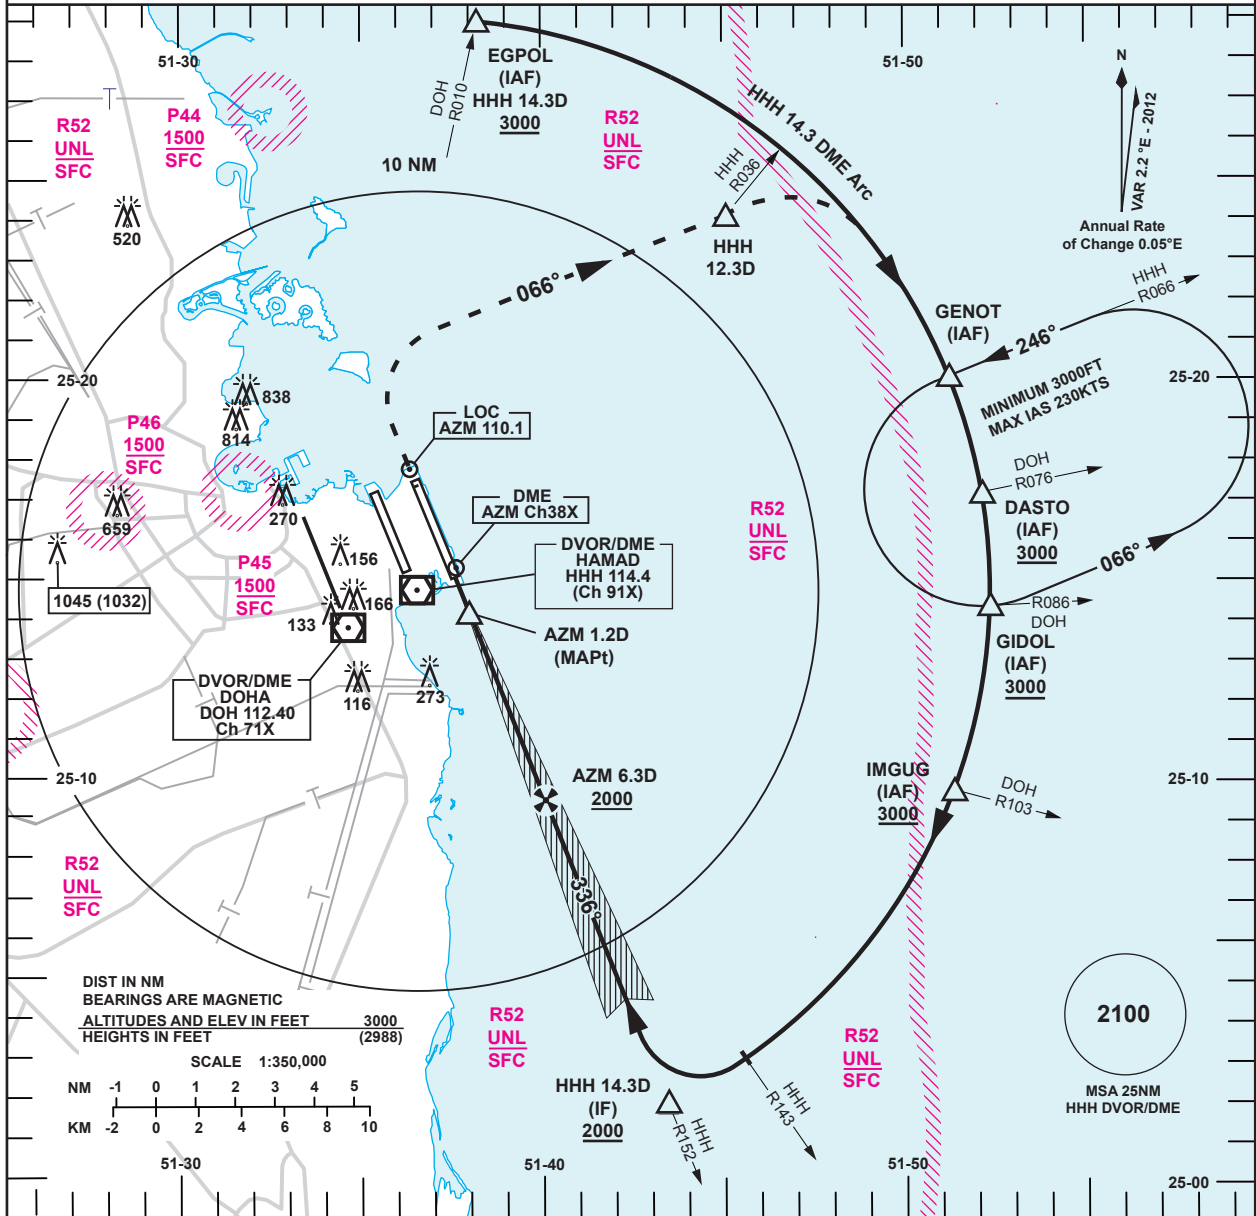 51-30
51-50
EGPOL
(IAF)
HHH 14.3D
3000
DOH
R010
10 NM
R52
UNL
SFC
P44
1500
SFC
R52
UNL
SFC
HHH 14.3 DME Arc
HHH
R036
HHH
12.3D
N
VAR 2.2 °E - 2012
Annual Rate
of Change 0.05°E
520
066°
HHH
R066
GENOT
(IAF)
246°
MINIMUM 3000FT
MAX IAS 230KTS
25-20
25-20
838
814
P46
1500
SFC
LOC
AZM 110.1
DOH
R076
DASTO
(IAF)
3000
659
270
DME
AZM Ch38X
R52
UNL
SFC
066°
156
P45
1500
SFC
DVOR/DME
HAMAD
HHH 114.4
(Ch 91X)
1045 (1032)
166
133
R086
DOH
GIDOL
(IAF)
3000
AZM 1.2D
(MAPt)
DVOR/DME
DOHA
DOH 112.40
Ch 71X
116
273
25-10
25-10
AZM 6.3D
2000
IMGUG
(IAF)
3000
DOH
R103
R52
UNL
SFC
336°
DIST IN NM
BEARINGS ARE MAGNETIC
ALTITUDES AND ELEV IN FEET 3000
HEIGHTS IN FEET (2988)
SCALE 1:350,000
NM -1 0 1 2 3 4 5
KM -2 0 2 4 6 8 10
R52
UNL
SFC
R52
UNL
SFC
2100
MSA 25NM
HHH DVOR/DME
HHH 14.3D
(IF)
2000
HHH
R152
HHH
R143
51-30
51-40
51-50
25-00